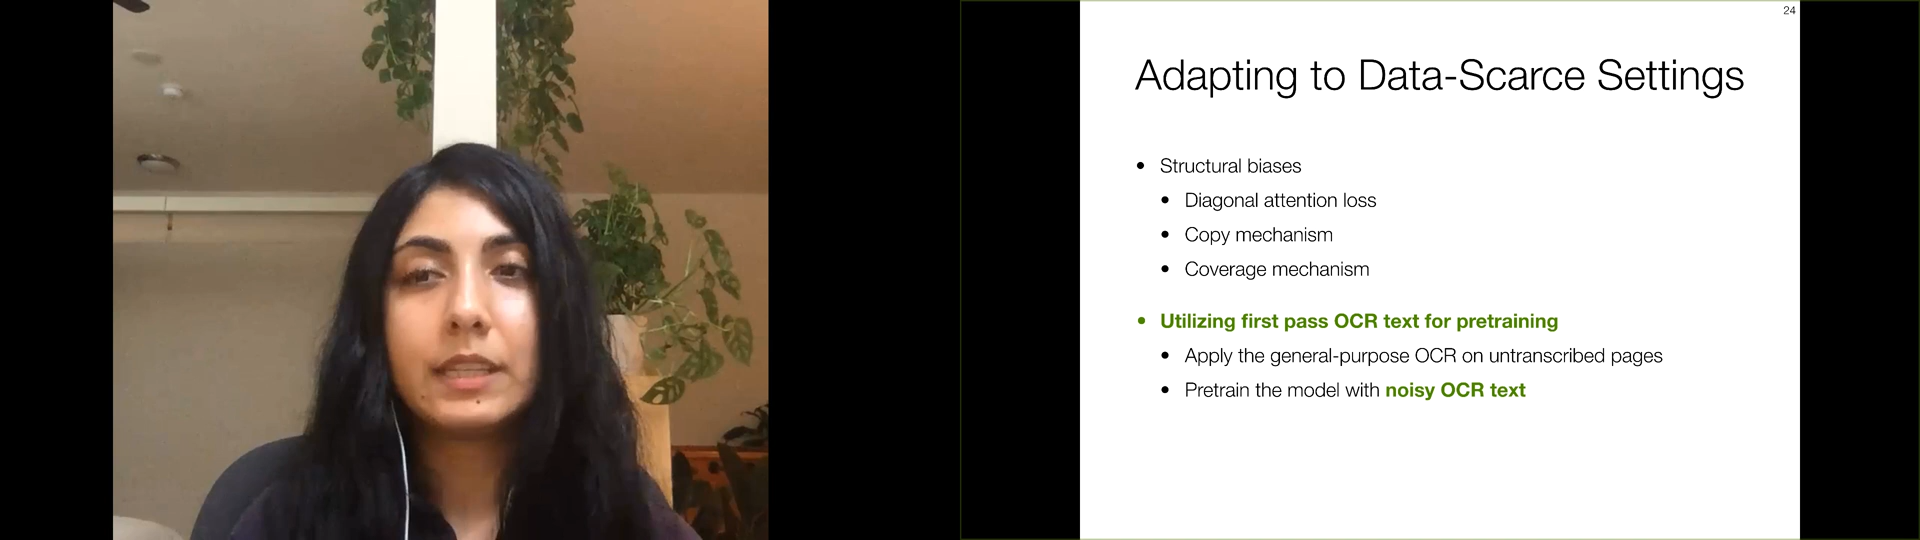 24
Adapting to Data-Scarce Settings
• Structural biases
• Diagonal attention loss
• Copy mechanism
• Coverage mechanism
• Utilizing first pass OCR text for pretraining
• Apply the general-purpose OCR on untranscribed pages
• Pretrain the model with noisy OCR text